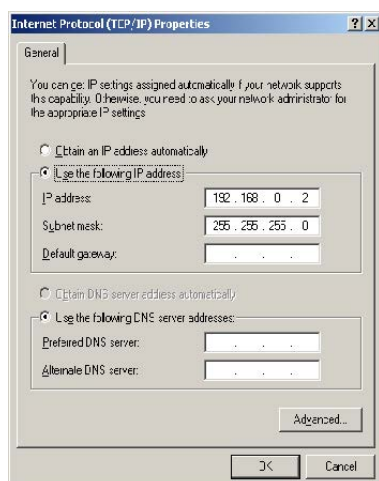 Internet Protocol (TCP/IP) Properties
General
You can get IP settings assigned automatically if your network supports
this capability. Otherwise, you need to ask your network administrator for
the appropriate IP settings
Obtain an IP address automatically
Use the following IP address
IP address:
192 . 168 . 0 . 2
Subnet mask:
255 . 255 . 255 . 0
Default gateway:
. . .
Obtain DNS server address automatically
Use the following DNS server addresses:
Preferred DNS server:
. . .
Alternate DNS server:
. . .
Advanced...
OK
Cancel